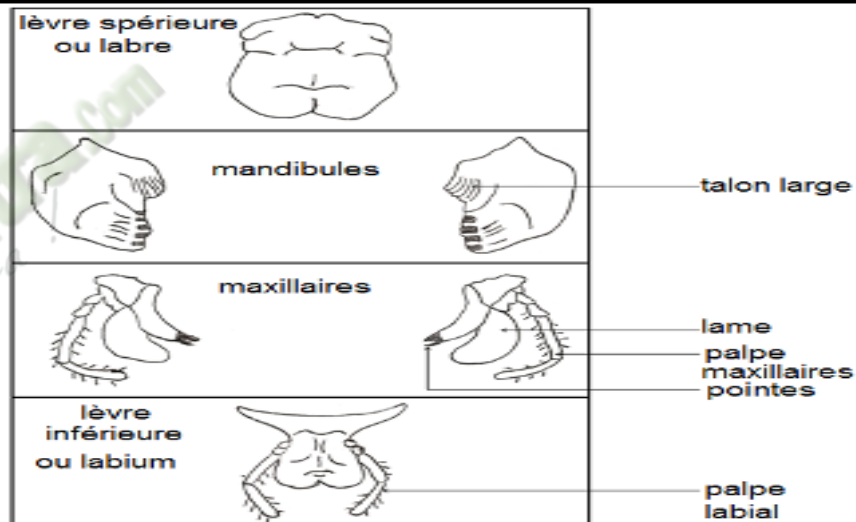 lèvre spérieure
ou labre
mandibules
talon large
maxillaires
lame
palpe
maxillaires
pointes
lèvre
inférieure
ou labium
palpe
labial